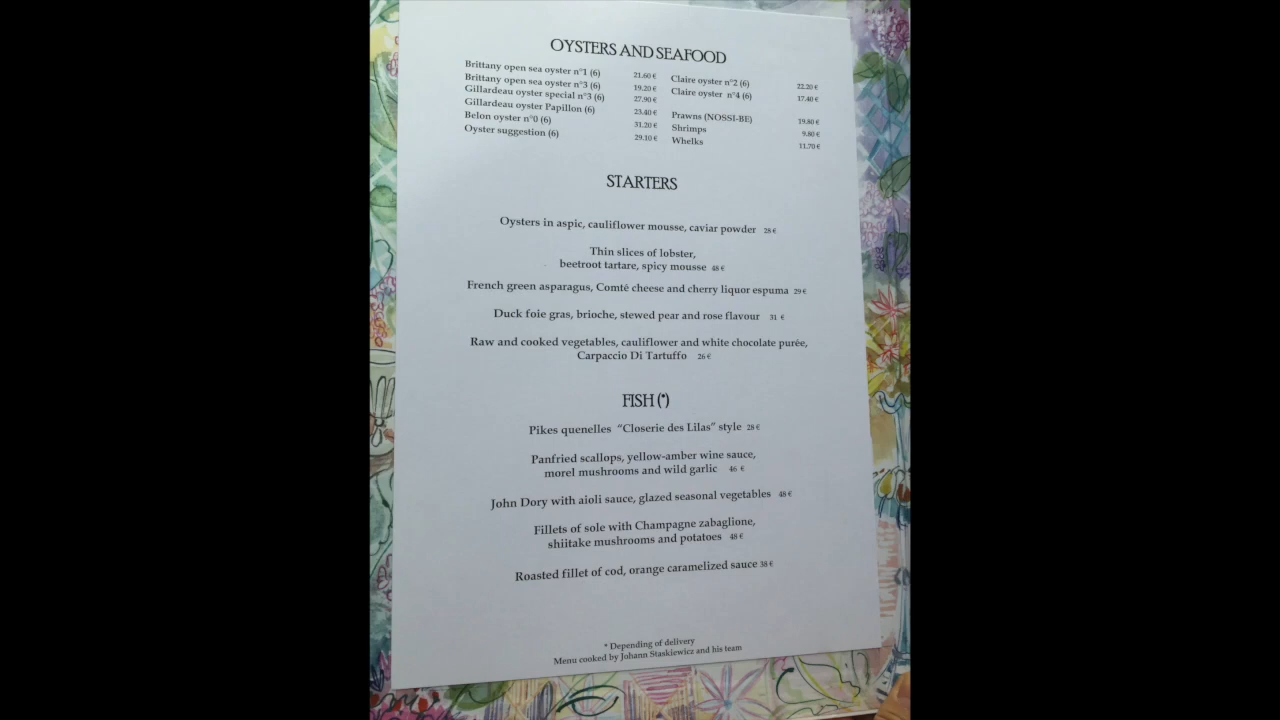 OYSTERS AND SEAFOOD
Brittany open sea oyster n°1 (6) 21.60 €
Brittany open sea oyster n°3 (6) 19.20 €
Gillardeau oyster special n°3 (6) 27.90 €
Gillardeau oyster Papillon (6) 23.40 €
Belon oyster n°0 (6) 31.20 €
Oyster suggestion (6) 29.10 €
Claire oyster n°2 (6) 22.20 €
Claire oyster n°4 (6) 17.40 €
Prawns (NOSSI-BE) 19.80 €
Shrimps 9.80 €
Whelks 11.70 €
STARTERS
Oysters in aspic, cauliflower mousse, caviar powder 28 €
Thin slices of lobster,
beetroot tartare, spicy mousse 48 €
French green asparagus, Comté cheese and cherry liquor espuma 29 €
Duck foie gras, brioche, stewed pear and rose flavour 31 €
Raw and cooked vegetables, cauliflower and white chocolate purée,
Carpaccio Di Tartuffo 26 €
FISH (*)
Pikes quenelles “Closerie des Lilas” style 28 €
Panfried scallops, yellow-amber wine sauce,
morel mushrooms and wild garlic 46 €
John Dory with aioli sauce, glazed seasonal vegetables 48 €
Fillets of sole with Champagne zabaglione,
shiitake mushrooms and potatoes 48 €
Roasted fillet of cod, orange caramelized sauce 38 €
* Depending of delivery
Menu cooked by Johann Staskiewicz and his team